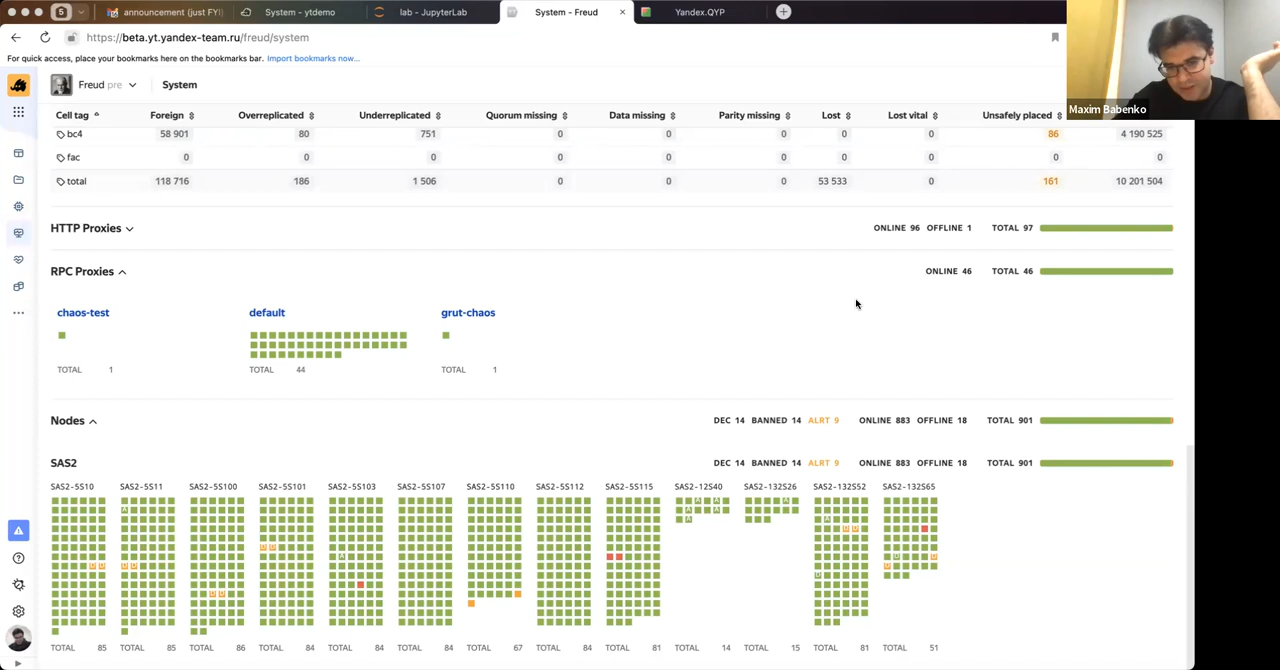 5
announcement (just FYI)
System - ytdemo
lab - JupyterLab
System - Freud
Yandex.QYP
https://beta.yt.yandex-team.ru/freud/system
For quick access, place your bookmarks here on the bookmarks bar. Import bookmarks now...
Maxim Babenko
Freud pre
System
Cell tag Foreign Overreplicated Underreplicated Quorum missing Data missing Parity missing Lost Lost vital Unsafely placed
bc4 58 901 80 751 0 0 0 0 0 86 4 190 525
fac 0 0 0 0 0 0 0 0 0 0
total 118 716 186 1 506 0 0 0 53 533 0 161 10 201 504
HTTP Proxies ONLINE 96 OFFLINE 1 TOTAL 97
RPC Proxies ONLINE 46 TOTAL 46
chaos-test default grut-chaos
TOTAL 1 TOTAL 44 TOTAL 1
Nodes DEC 14 BANNED 14 ALRT 9 ONLINE 883 OFFLINE 18 TOTAL 901
SAS2 DEC 14 BANNED 14 ALRT 9 ONLINE 883 OFFLINE 18 TOTAL 901
SAS2-5S10 SAS2-5S11 SAS2-5S100 SAS2-5S101 SAS2-5S103 SAS2-5S107 SAS2-5S110 SAS2-5S112 SAS2-5S115 SAS2-12S40 SAS2-132S26 SAS2-132S52 SAS2-132S65
TOTAL 85 TOTAL 85 TOTAL 86 TOTAL 84 TOTAL 84 TOTAL 84 TOTAL 67 TOTAL 84 TOTAL 81 TOTAL 14 TOTAL 15 TOTAL 81 TOTAL 51